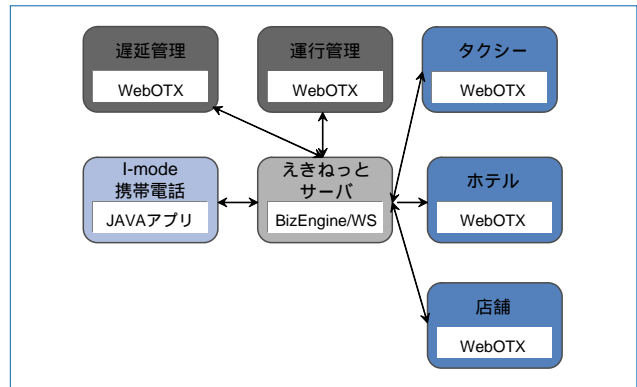 遅延管理
WebOTX
運行管理
WebOTX
タクシー
WebOTX
I-mode
携帯電話
JAVAアプリ
えきねっと
サーバ
BizEngine/WS
ホテル
WebOTX
店舗
WebOTX